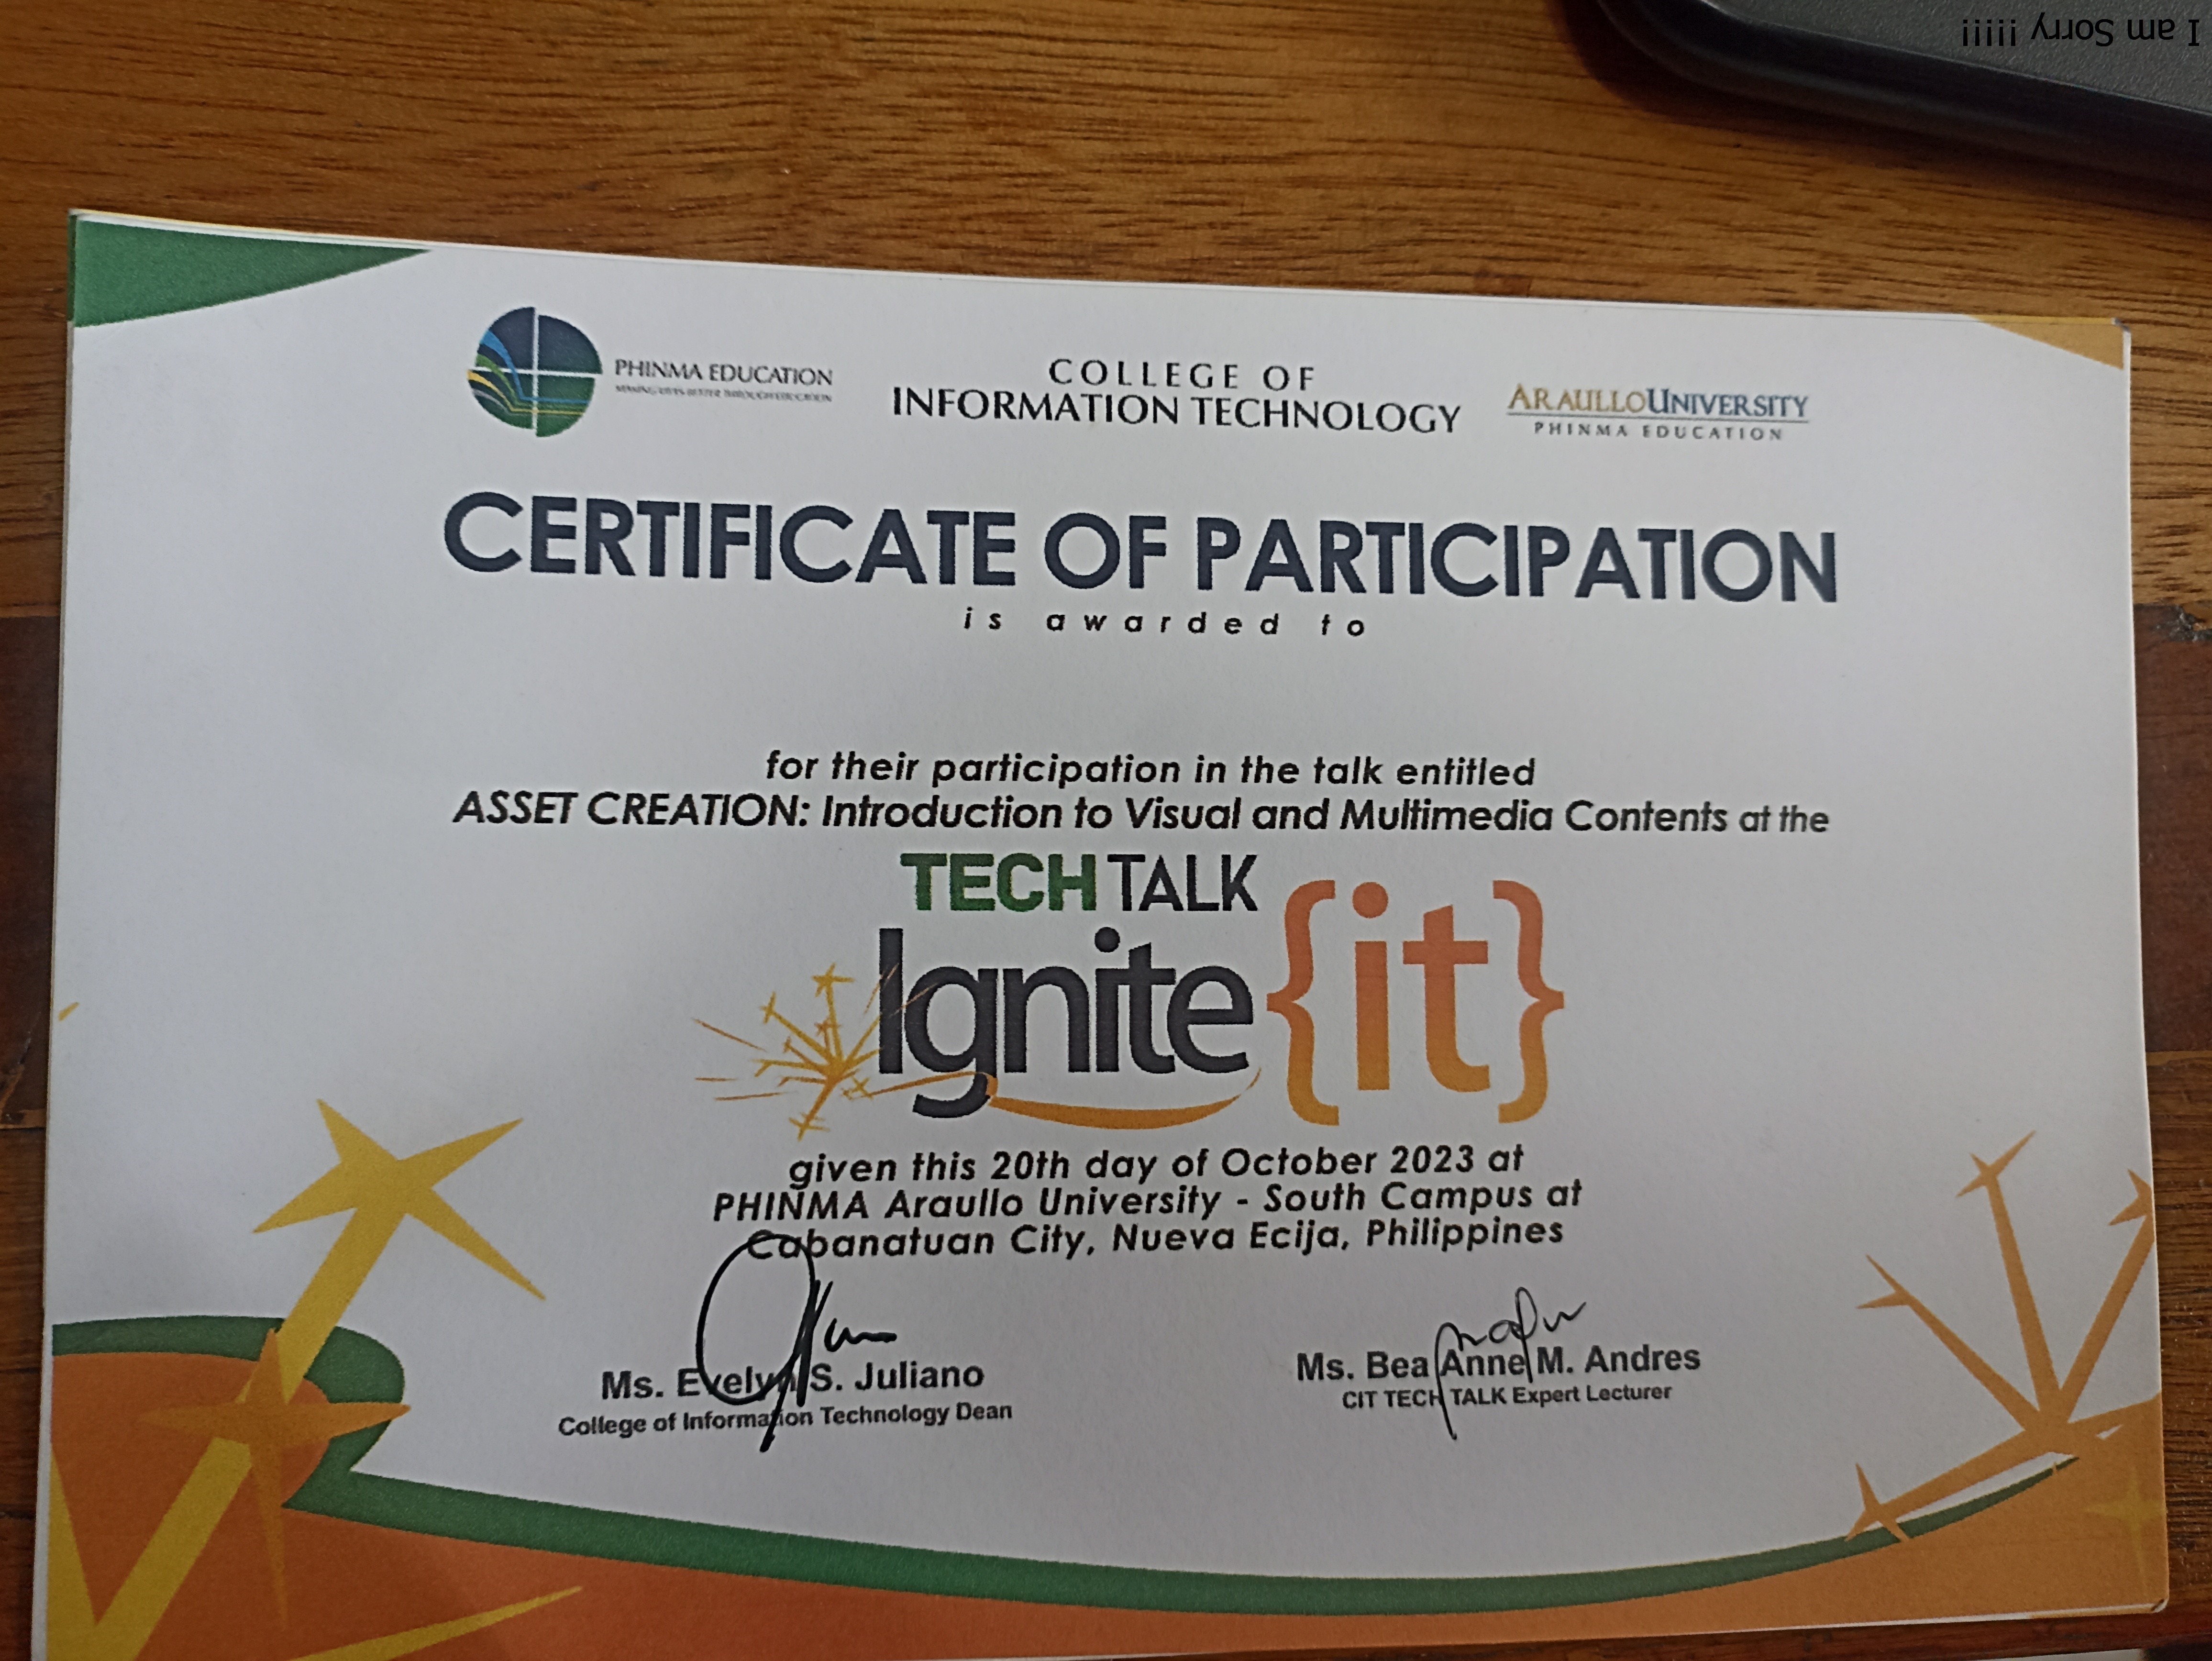 I am Sorry !!!!!
PHINMA EDUCATION
MAKING LIVES BETTER THROUGH EDUCATION
COLLEGE OF
INFORMATION TECHNOLOGY
ARAULLO UNIVERSITY
PHINMA EDUCATION
CERTIFICATE OF PARTICIPATION
is awarded to
for their participation in the talk entitled
ASSET CREATION: Introduction to Visual and Multimedia Contents at the
TECH TALK
Ignite {it}
given this 20th day of October 2023 at
PHINMA Araullo University - South Campus at
Cabanatuan City, Nueva Ecija, Philippines
Ms. Evelyn S. Juliano
College of Information Technology Dean
Ms. Bea Anne M. Andres
CIT TECH TALK Expert Lecturer